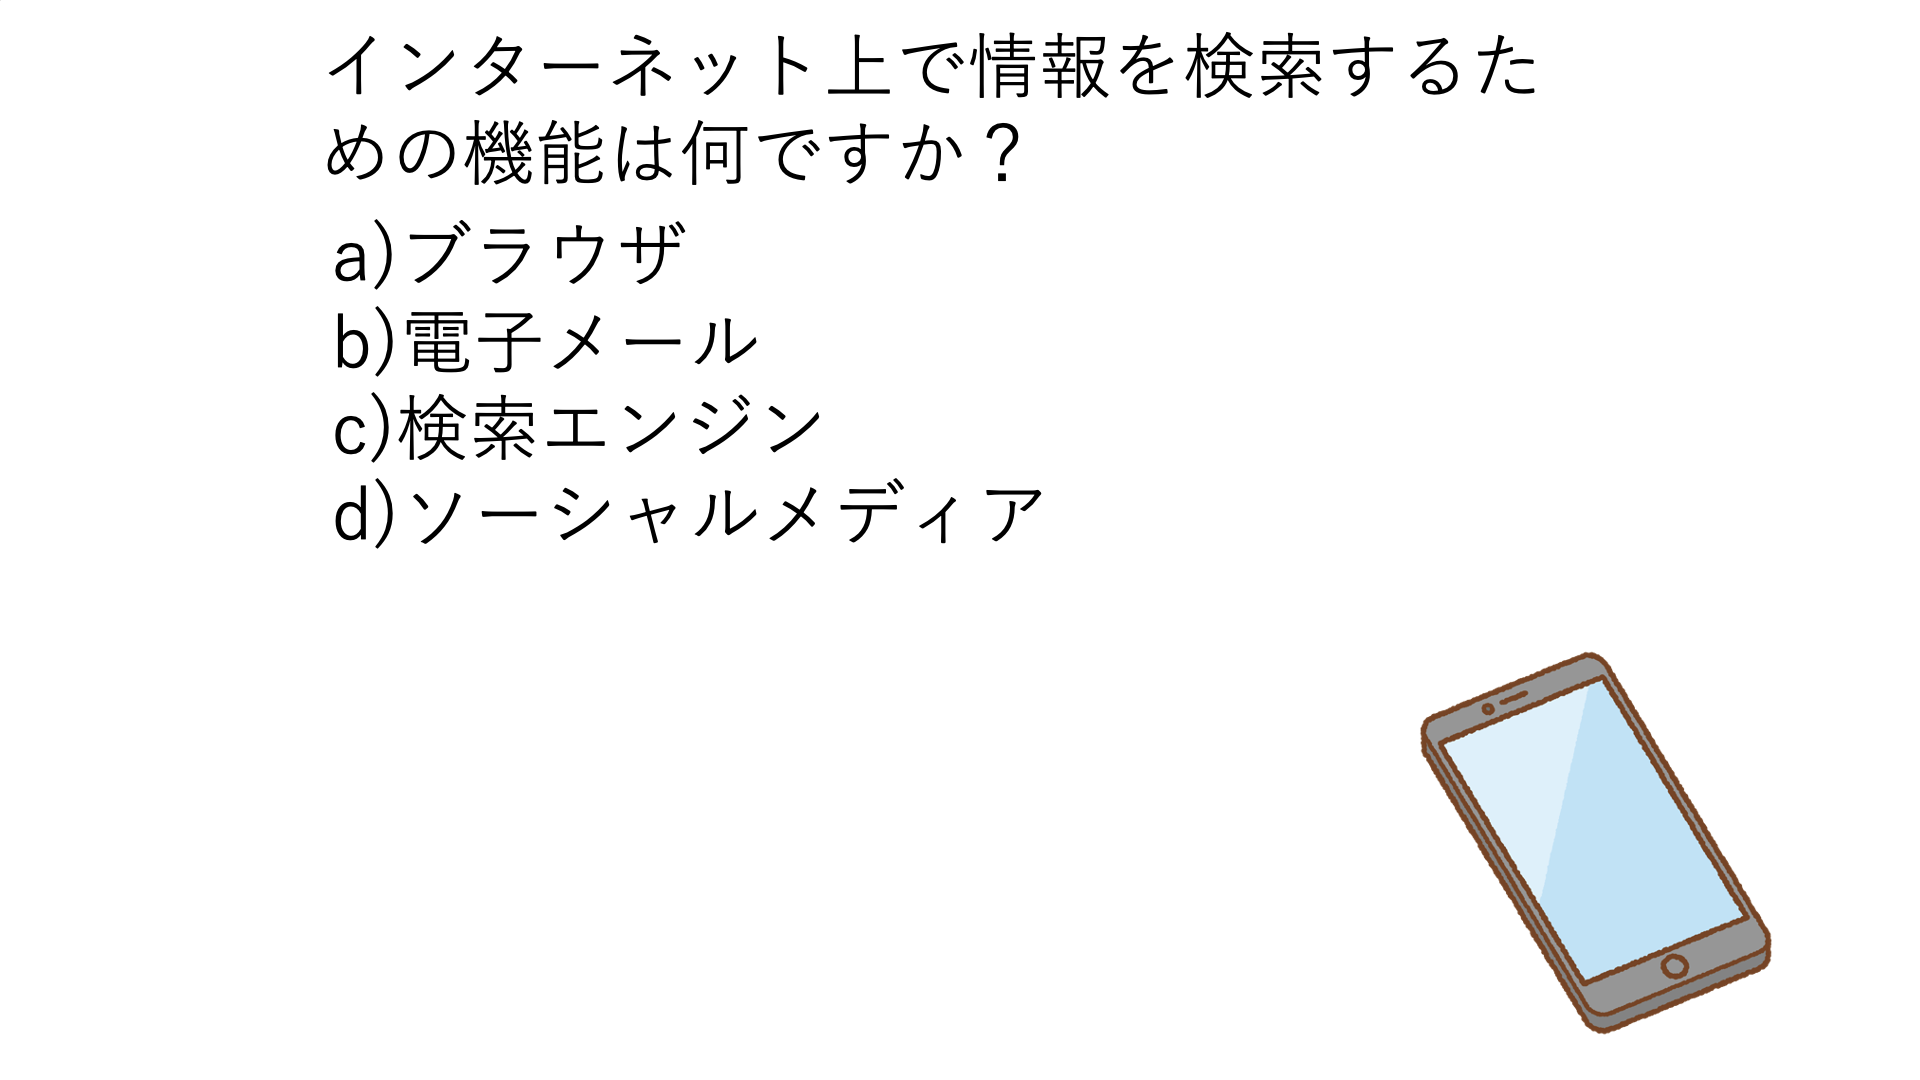 インターネット上で情報を検索するた
めの機能は何ですか？
a)ブラウザ
b)電子メール
c)検索エンジン
d)ソーシャルメディア